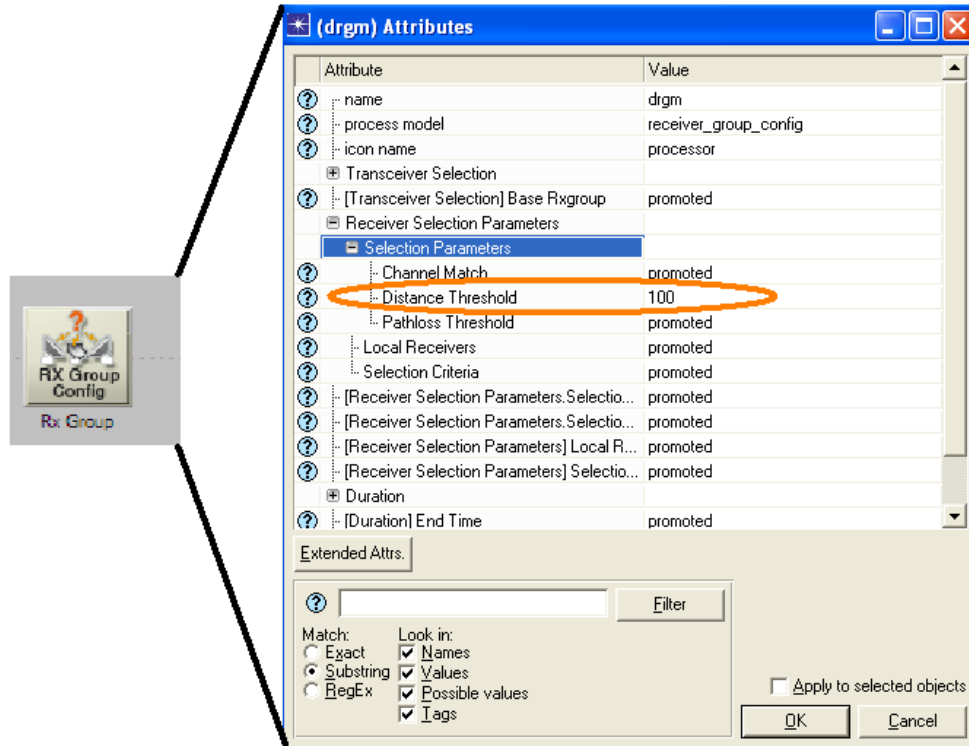 (drgm) Attributes
Attribute Value
name drgm
process model receiver_group_config
icon name processor
Transceiver Selection
[Transceiver Selection] Base Rxgroup promoted
Receiver Selection Parameters
Selection Parameters
Channel Match promoted
Distance Threshold 100
Pathloss Threshold promoted
Local Receivers promoted
Selection Criteria promoted
[Receiver Selection Parameters.Selectio... promoted
[Receiver Selection Parameters.Selectio... promoted
[Receiver Selection Parameters] Local R... promoted
[Receiver Selection Parameters] Selectio... promoted
Duration
[Duration] End Time promoted
Extended Attrs.
Filter
Match: Look in:
Exact Names
Substring Values
RegEx Possible values
Tags
Apply to selected objects
OK Cancel
RX Group
Config
Rx Group